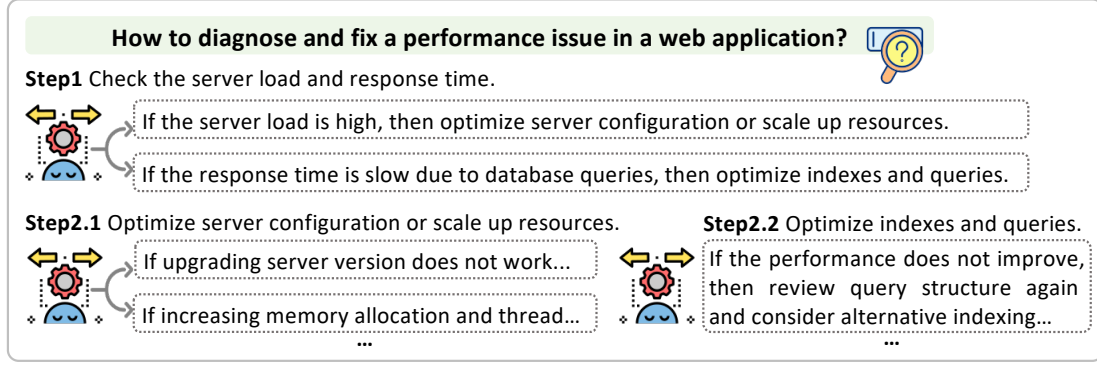 How to diagnose and fix a performance issue in a web application?
?
Step1 Check the server load and response time.
If the server load is high, then optimize server configuration or scale up resources.
If the response time is slow due to database queries, then optimize indexes and queries.
Step2.1 Optimize server configuration or scale up resources.
If upgrading server version does not work...
If increasing memory allocation and thread...
...
Step2.2 Optimize indexes and queries.
If the performance does not improve,
then review query structure again
and consider alternative indexing...
...